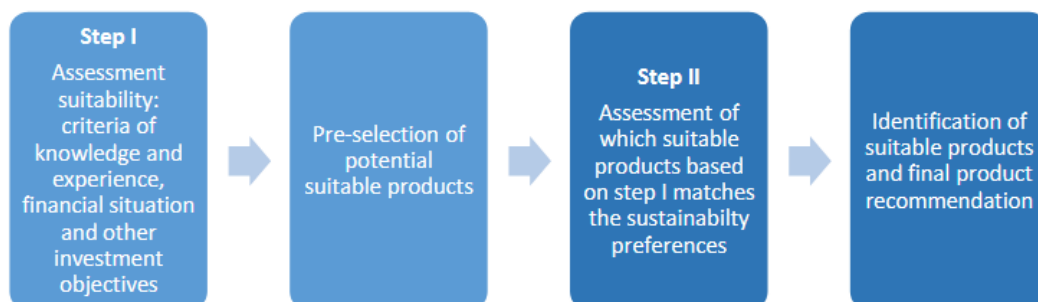 Step I
Assessment
suitability:
criteria of
knowledge and
experience,
financial situation
and other
investment
objectives
Pre-selection of
potential
suitable products
Step II
Assessment of
which suitable
products based
on step I matches
the sustainabilty
preferences
Identification of
suitable products
and final product
recommendation